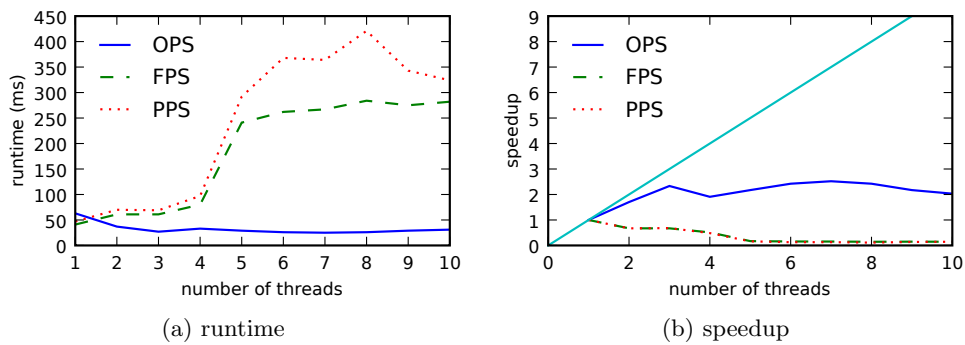 450
400
350
300
250
200
150
100
50
0
runtime (ms)
OPS
FPS
PPS
1 2 3 4 5 6 7 8 9 10
number of threads
(a) runtime
9
8
7
6
5
4
3
2
1
0
speedup
OPS
FPS
PPS
0 2 4 6 8 10
number of threads
(b) speedup